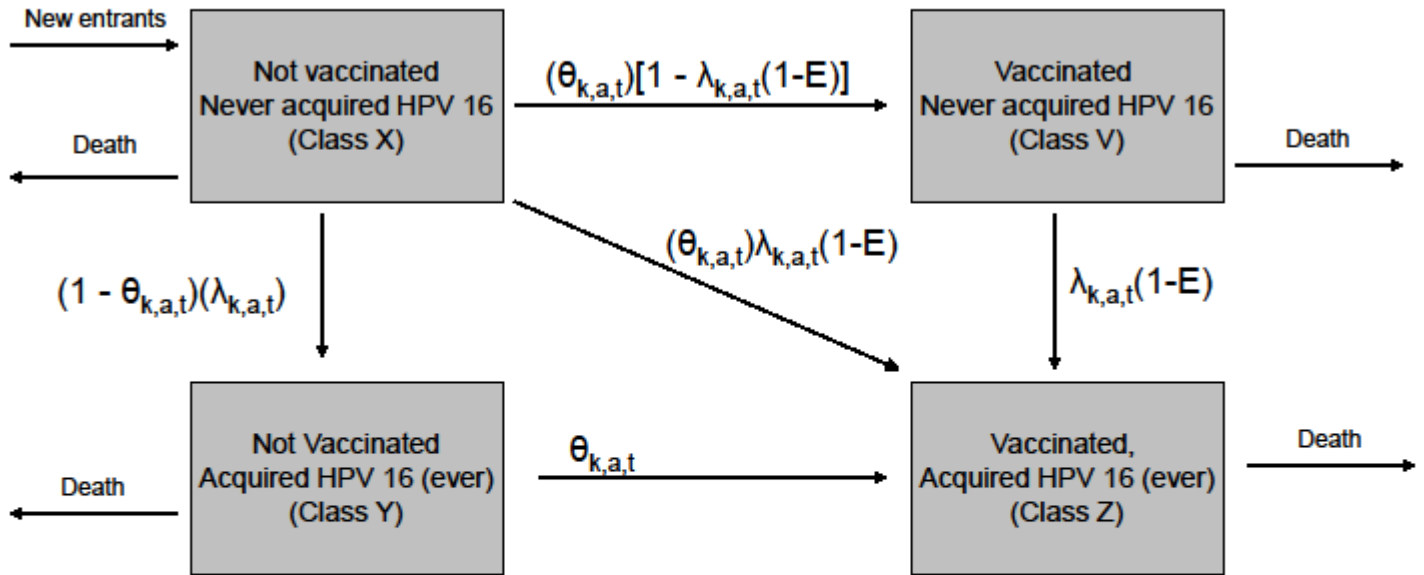 New entrants
Not vaccinated
Never acquired HPV 16
(Class X)
(θk,a,t)[1 - λk,a,t(1-E)]
Vaccinated
Never acquired HPV 16
(Class V)
Death
Death
(1 - θk,a,t)(λk,a,t)
(θk,a,t)λk,a,t(1-E)
λk,a,t(1-E)
Not Vaccinated
Acquired HPV 16 (ever)
(Class Y)
θk,a,t
Vaccinated,
Acquired HPV 16 (ever)
(Class Z)
Death
Death